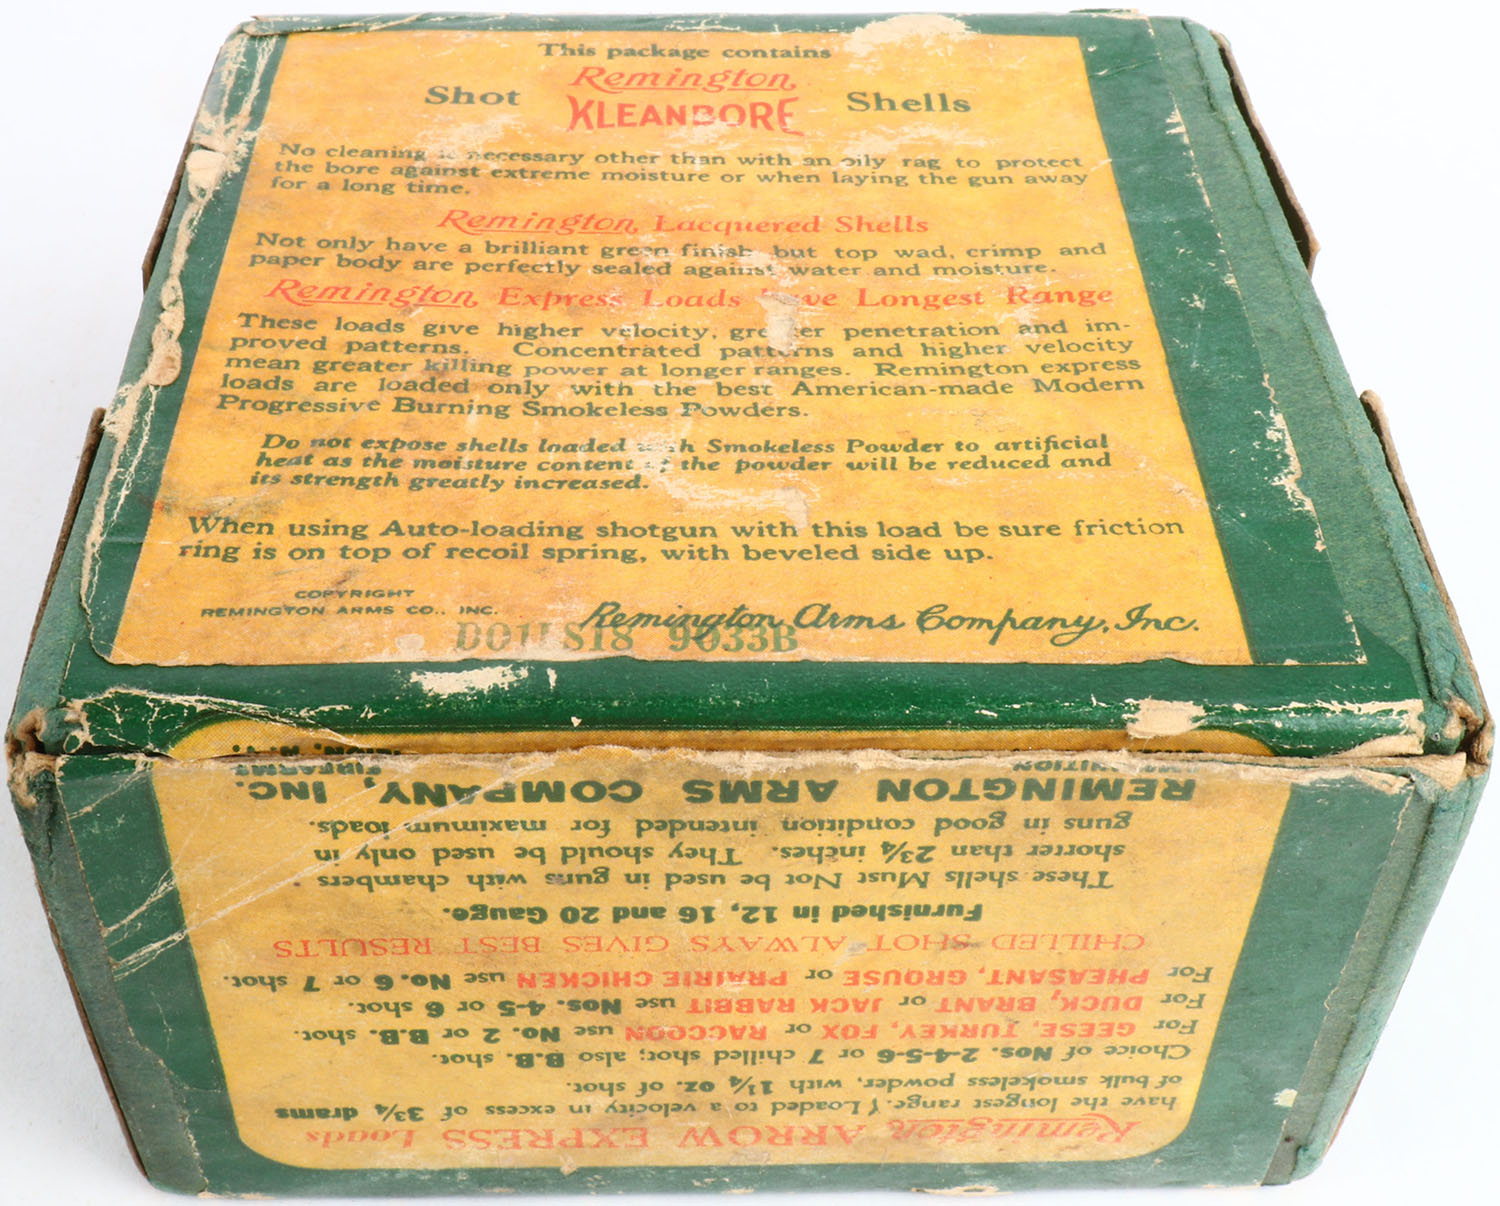 This package contains
Remington
Shot KLEANBORE Shells
No cleaning is necessary other than with an oily rag to protect
the bore against extreme moisture or when laying the gun away
for a long time.
Remington Lacquered Shells
Not only have a brilliant green finish but top wad, crimp and
paper body are perfectly sealed against water and moisture.
Remington Express Loads have Longest Range
These loads give higher velocity, greater penetration and im-
proved patterns. Concentrated patterns and higher velocity
mean greater killing power at longer ranges. Remington express
loads are loaded only with the best American-made Modern
Progressive Burning Smokeless Powders.
Do not expose shells loaded with Smokeless Powder to artificial
heat as the moisture content of the powder will be reduced and
its strength greatly increased.
When using Auto-loading shotgun with this load be sure friction
ring is on top of recoil spring, with beveled side up.
COPYRIGHT
REMINGTON ARMS CO., INC.
Remington Arms Company, Inc.
9033B
Remington ARROW EXPRESS Loads
have the longest range. Loaded to a velocity in excess of 3¾ drams
of bulk smokeless powder, with 1¼ oz. of shot.
Choice of Nos. 2-4-5-6 or 7 chilled shot; also B.B. shot.
For GEESE, TURKEY, FOX or RACCOON use No. 2 or B.B. shot.
For DUCK, BRANT or JACK RABBIT use Nos. 4-5 or 6 shot.
For PHEASANT, GROUSE or PRAIRIE CHICKEN use No. 6 or 7 shot.
CHILLED SHOT ALWAYS GIVES BEST RESULTS
Furnished in 12, 16 and 20 Gauge.
These shells Must Not be used in guns with chambers
shorter than 2¾ inches. They should be used only in
guns in good condition intended for maximum loads.
REMINGTON ARMS COMPANY, INC.
FIREARMS